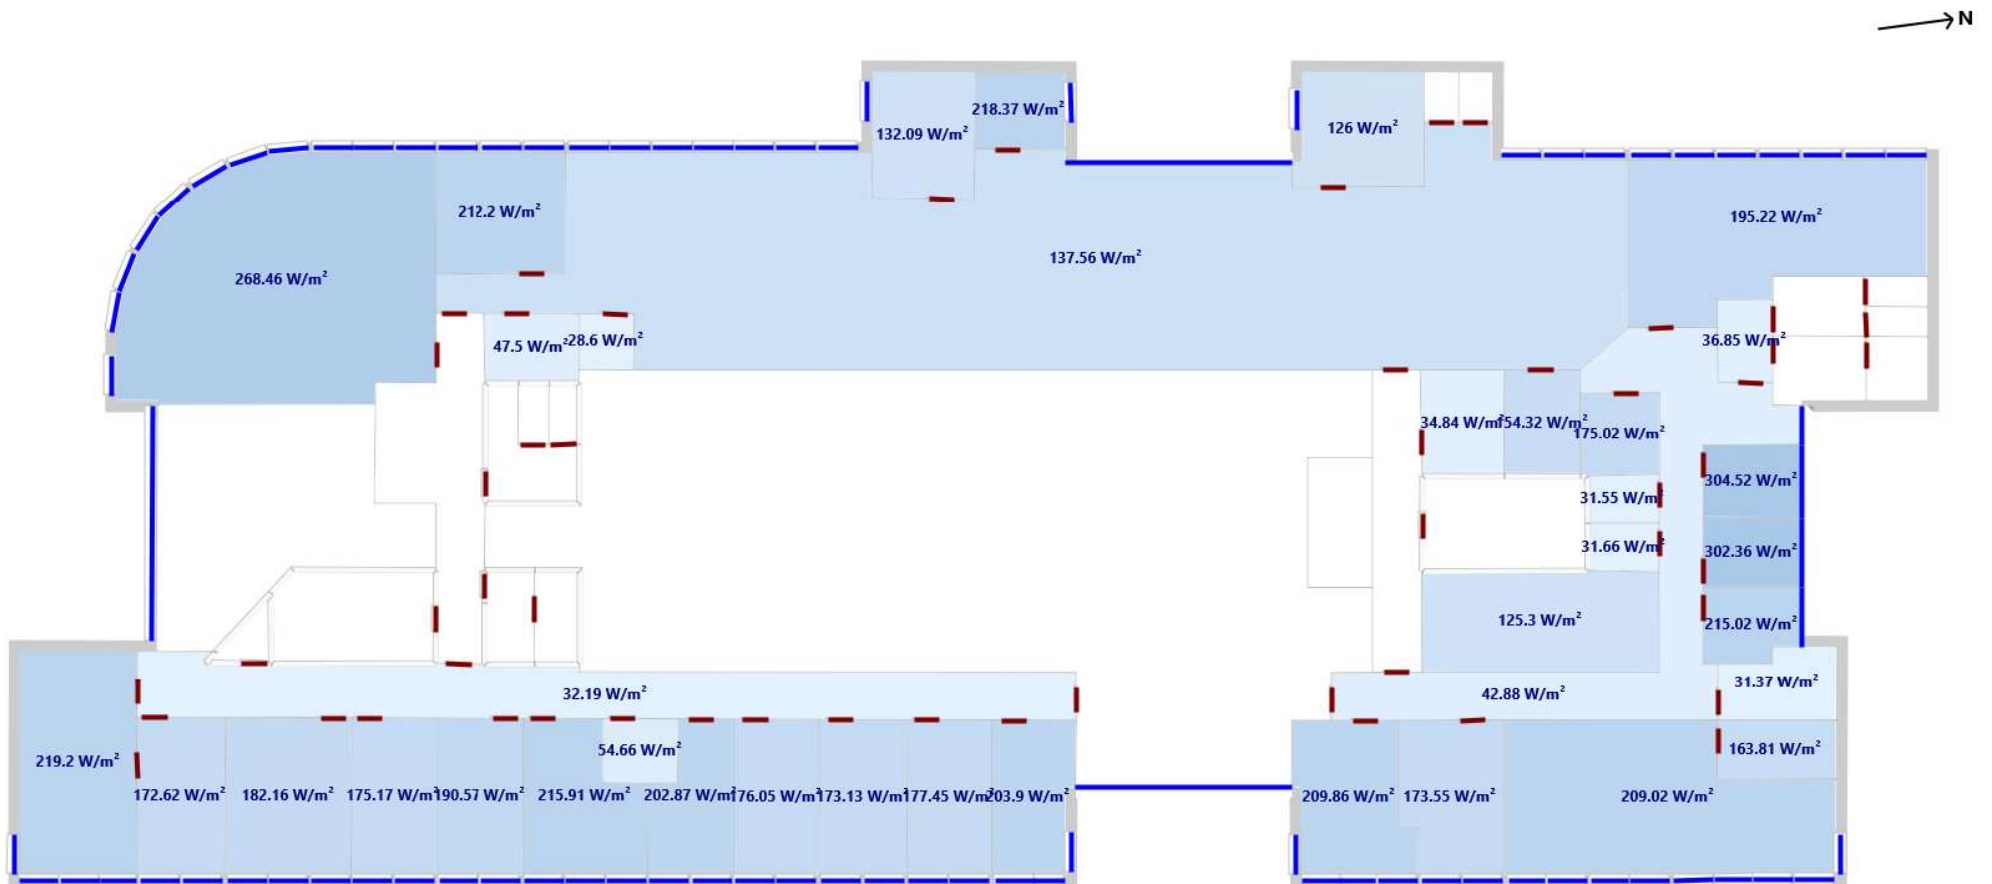 N
218.37 W/m²
132.09 W/m²
126 W/m²
212.2 W/m²
195.22 W/m²
137.56 W/m²
268.46 W/m²
47.5 W/m²
28.6 W/m²
36.85 W/m²
34.84 W/m²
154.32 W/m²
175.02 W/m²
304.52 W/m²
31.55 W/m²
31.66 W/m²
302.36 W/m²
125.3 W/m²
215.02 W/m²
32.19 W/m²
42.88 W/m²
31.37 W/m²
54.66 W/m²
163.81 W/m²
219.2 W/m²
172.62 W/m²
182.16 W/m²
175.17 W/m²
190.57 W/m²
215.91 W/m²
202.87 W/m²
176.05 W/m²
173.13 W/m²
177.45 W/m²
203.9 W/m²
209.86 W/m²
173.55 W/m²
209.02 W/m²